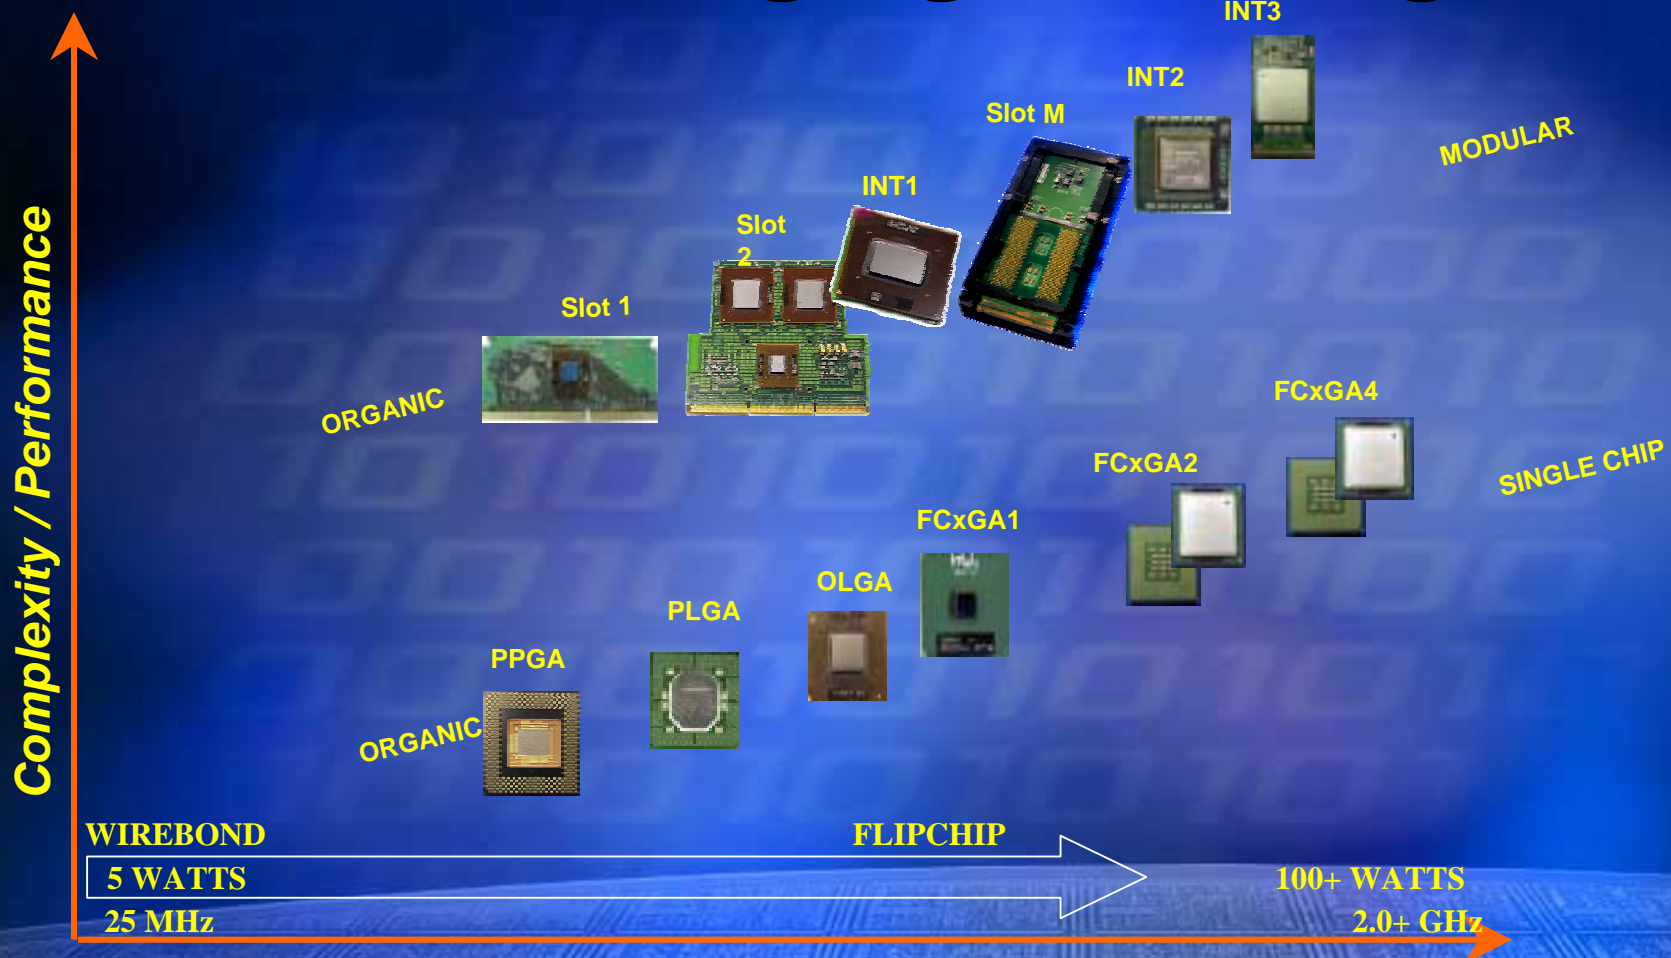 INT3
INT2
Slot M
MODULAR
INT1
Slot
2
Slot 1
ORGANIC
FCxGA4
FCxGA2
SINGLE CHIP
FCxGA1
OLGA
PLGA
PPGA
ORGANIC
Complexity / Performance
WIREBOND
FLIPCHIP
5 WATTS
100+ WATTS
25 MHz
2.0+ GHz